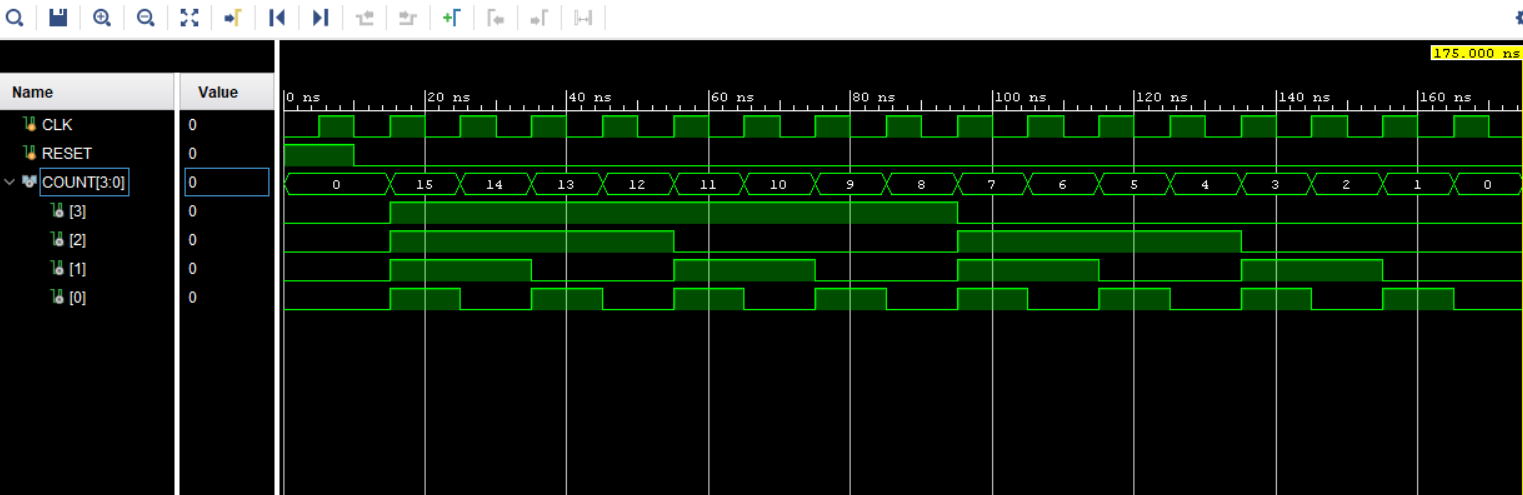 175.000 ns
Name Value
0 ns 20 ns 40 ns 60 ns 80 ns 100 ns 120 ns 140 ns 160 ns
CLK 0
RESET 0
COUNT[3:0] 0 0 15 14 13 12 11 10 9 8 7 6 5 4 3 2 1 0
[3] 0
[2] 0
[1] 0
[0] 0